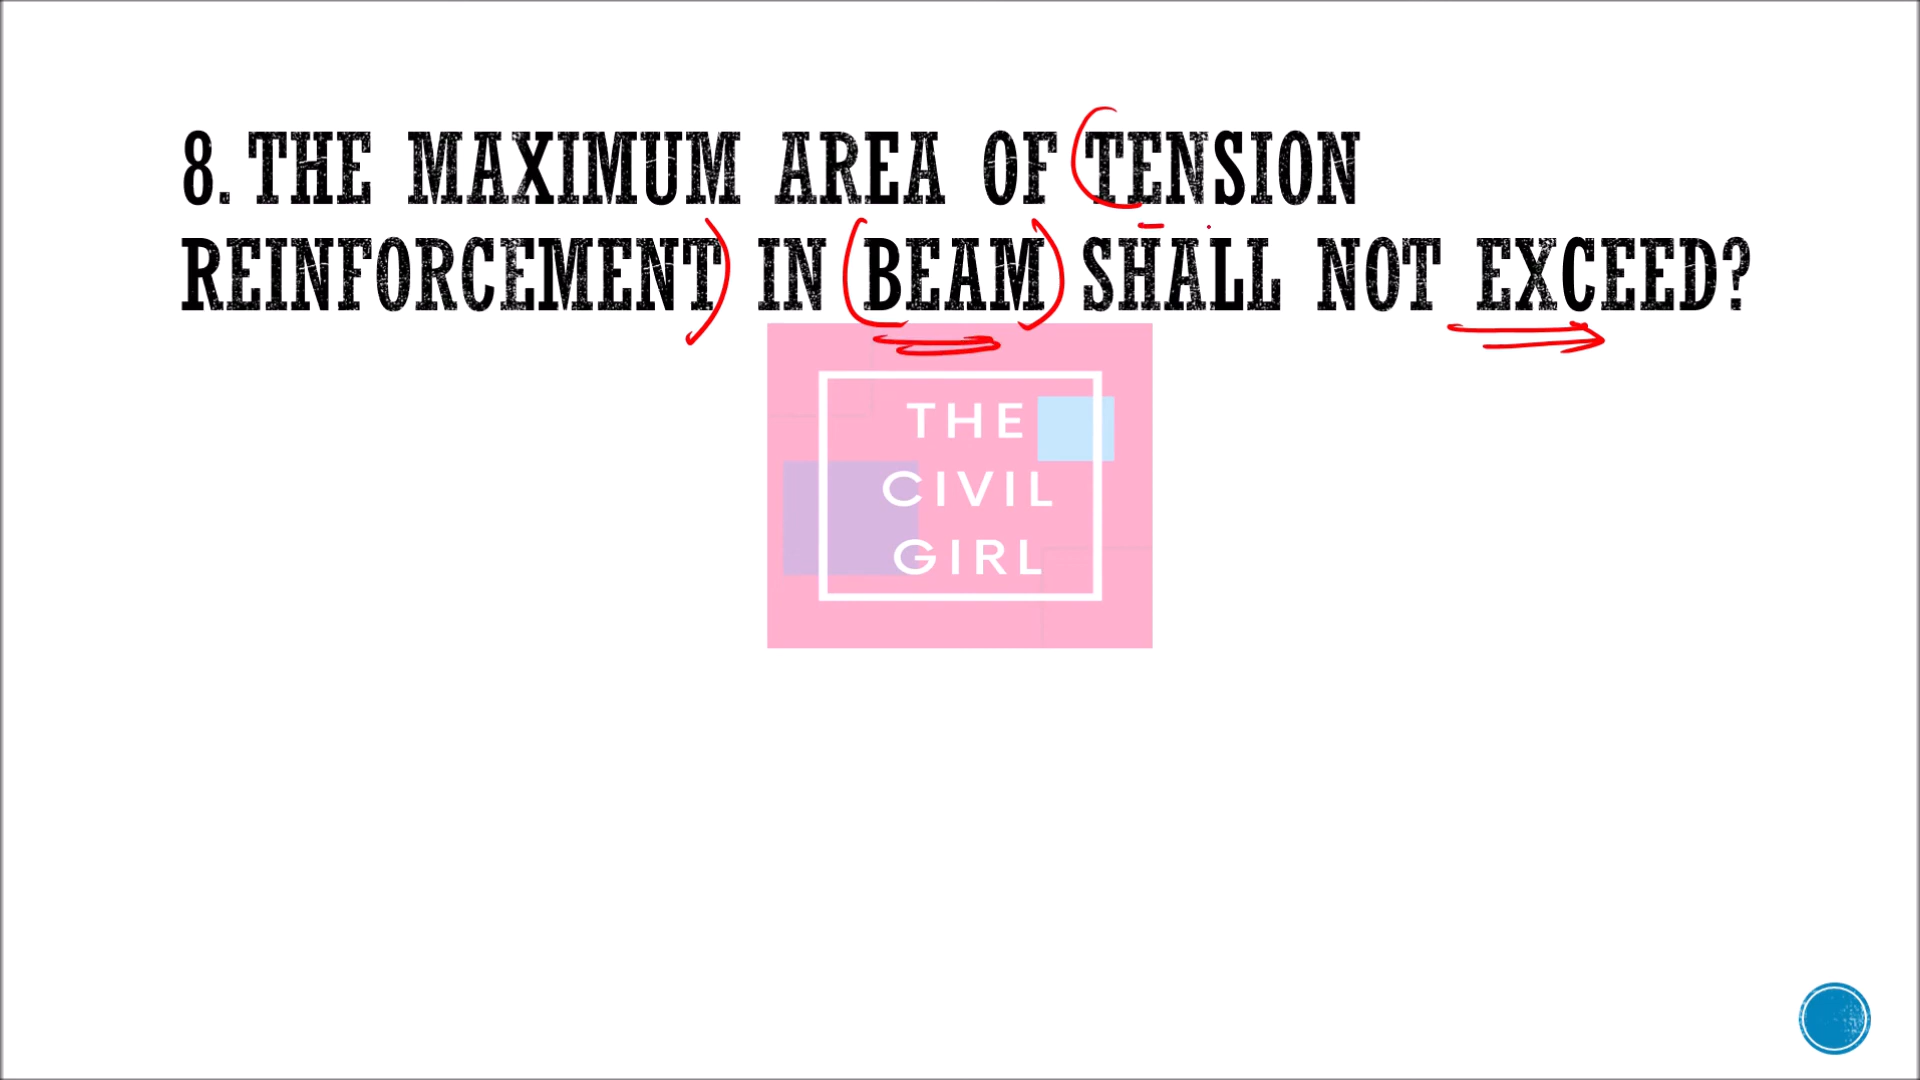 8. THE MAXIMUM AREA OF TENSION
REINFORCEMENT IN BEAM SHALL NOT EXCEED?
THE
CIVIL
GIRL